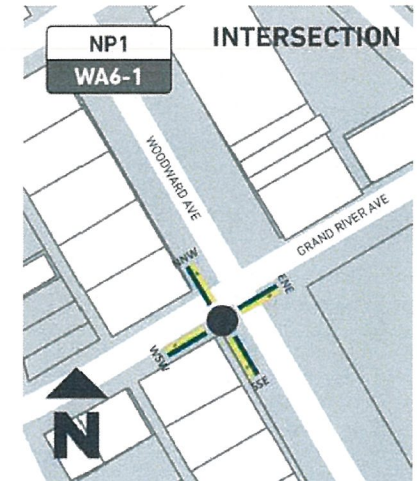 NP1
INTERSECTION
WA6-1
WOODWARD AVE
GRAND RIVER AVE
NNW
ENE
WSW
SSE
N